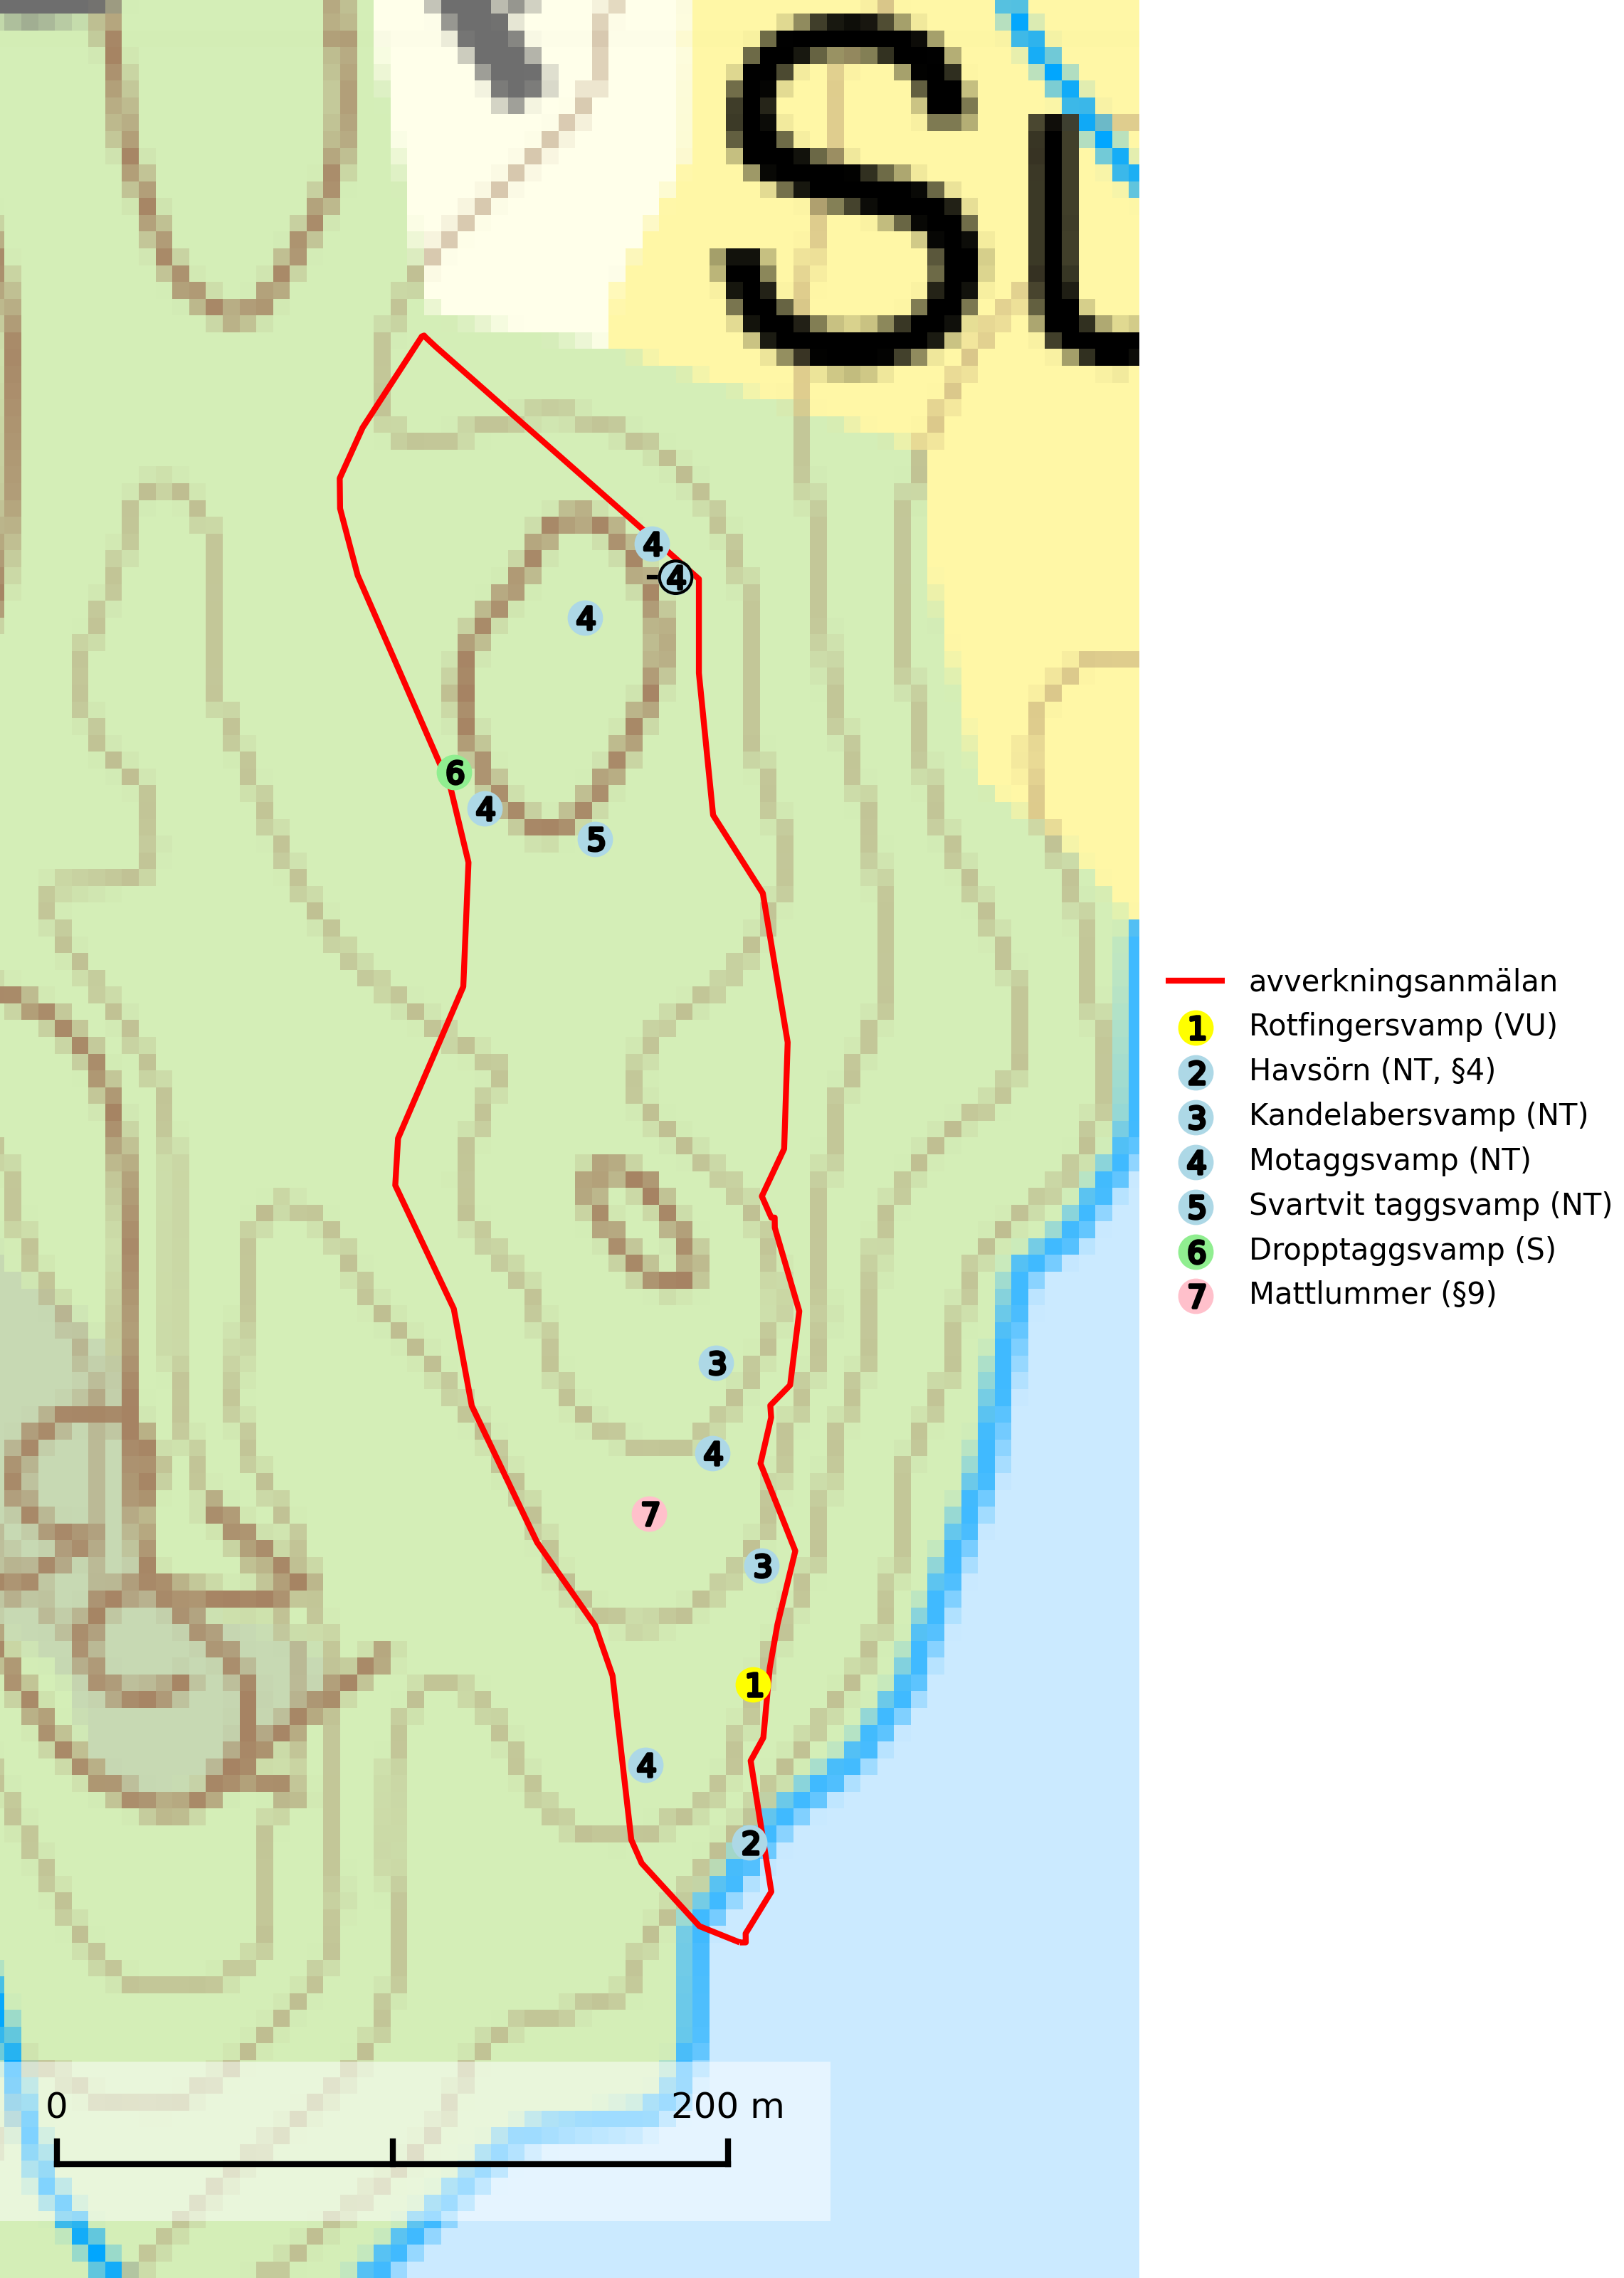 SL
4
4
4
6
4
5
3
4
7
3
1
4
2
0 200 m
avverkningsanmälan
1 Rotfingersvamp (VU)
2 Havsörn (NT, §4)
3 Kandelabersvamp (NT)
4 Motaggsvamp (NT)
5 Svartvit taggsvamp (NT)
6 Dropptaggsvamp (S)
7 Mattlummer (§9)